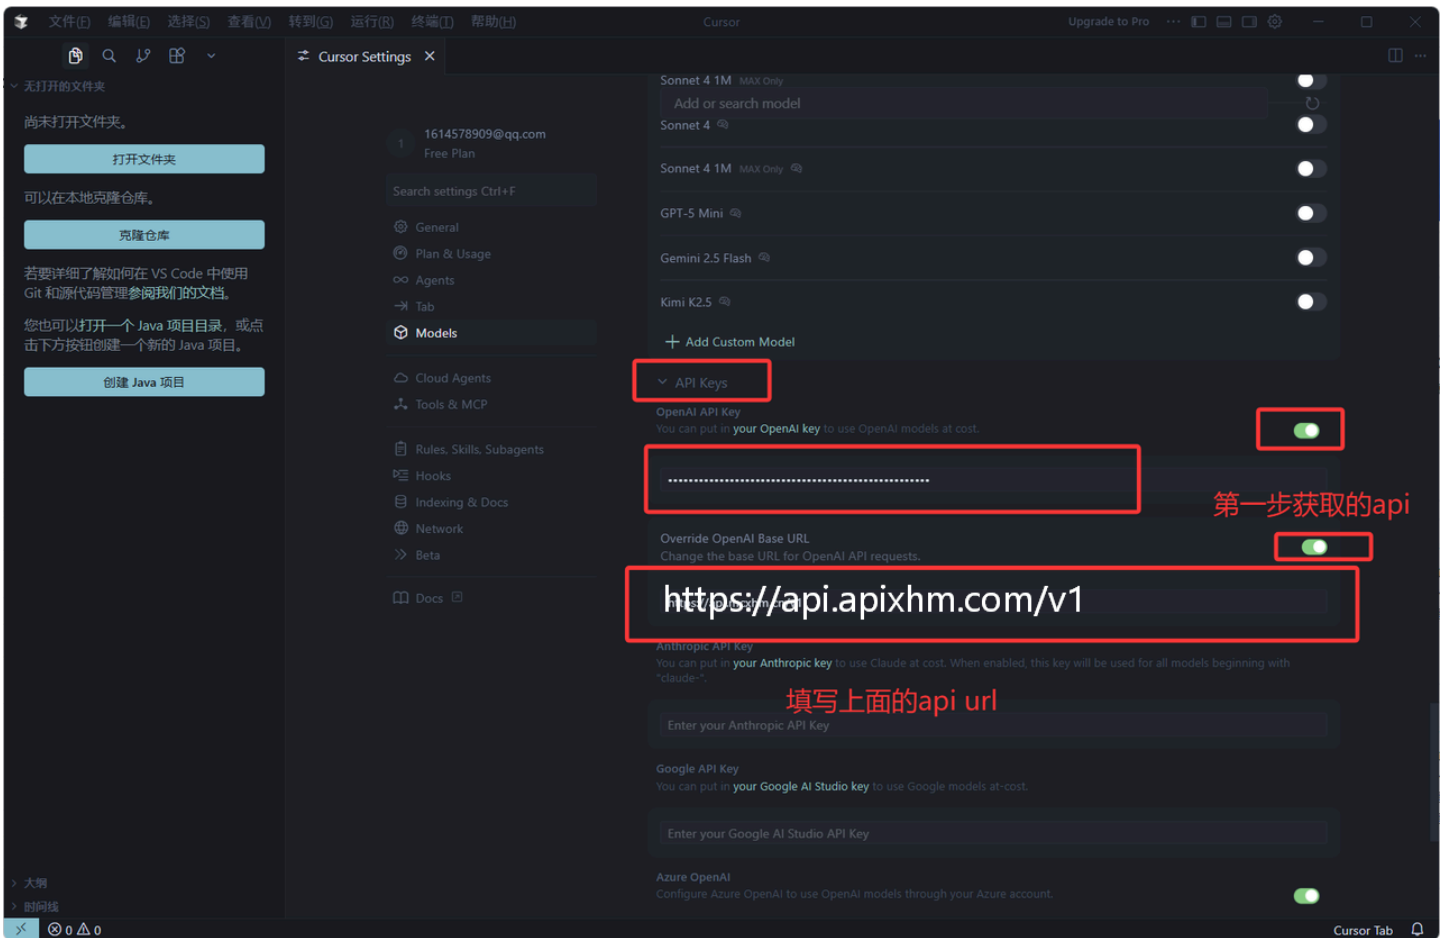 文件(F) 编辑(E) 选择(S) 查看(V) 转到(G) 运行(R) 终端(T) 帮助(H)
Cursor
Upgrade to Pro
Cursor Settings
无打开的文件夹
尚未打开文件夹。
打开文件夹
可以在本地克隆仓库。
克隆仓库
若要详细了解如何在 VS Code 中使用
Git 和源代码管理参阅我们的文档。
您也可以打开一个 Java 项目目录，或点
击下方按钮创建一个新的 Java 项目。
创建 Java 项目
大纲
时间线
1
1614578909@qq.com
Free Plan
Search settings Ctrl+F
General
Plan & Usage
Agents
Tab
Models
Cloud Agents
Tools & MCP
Rules, Skills, Subagents
Hooks
Indexing & Docs
Network
Beta
Docs
Sonnet 4 1M MAX Only
Add or search model
Sonnet 4
Sonnet 4 1M MAX Only
GPT-5 Mini
Gemini 2.5 Flash
Kimi K2.5
Add Custom Model
API Keys
OpenAI API Key
You can put in your OpenAI key to use OpenAI models at cost.
第一步获取的api
Override OpenAI Base URL
Change the base URL for OpenAI API requests.
https://api.apixhm.com/v1
Anthropic API Key
You can put in your Anthropic key to use Claude at cost. When enabled, this key will be used for all models beginning with
"claude-".
填写上面的api url
Enter your Anthropic API Key
Google API Key
You can put in your Google AI Studio key to use Google models at-cost.
Enter your Google AI Studio API Key
Azure OpenAI
Configure Azure OpenAI to use OpenAI models through your Azure account.
0 0
Cursor Tab